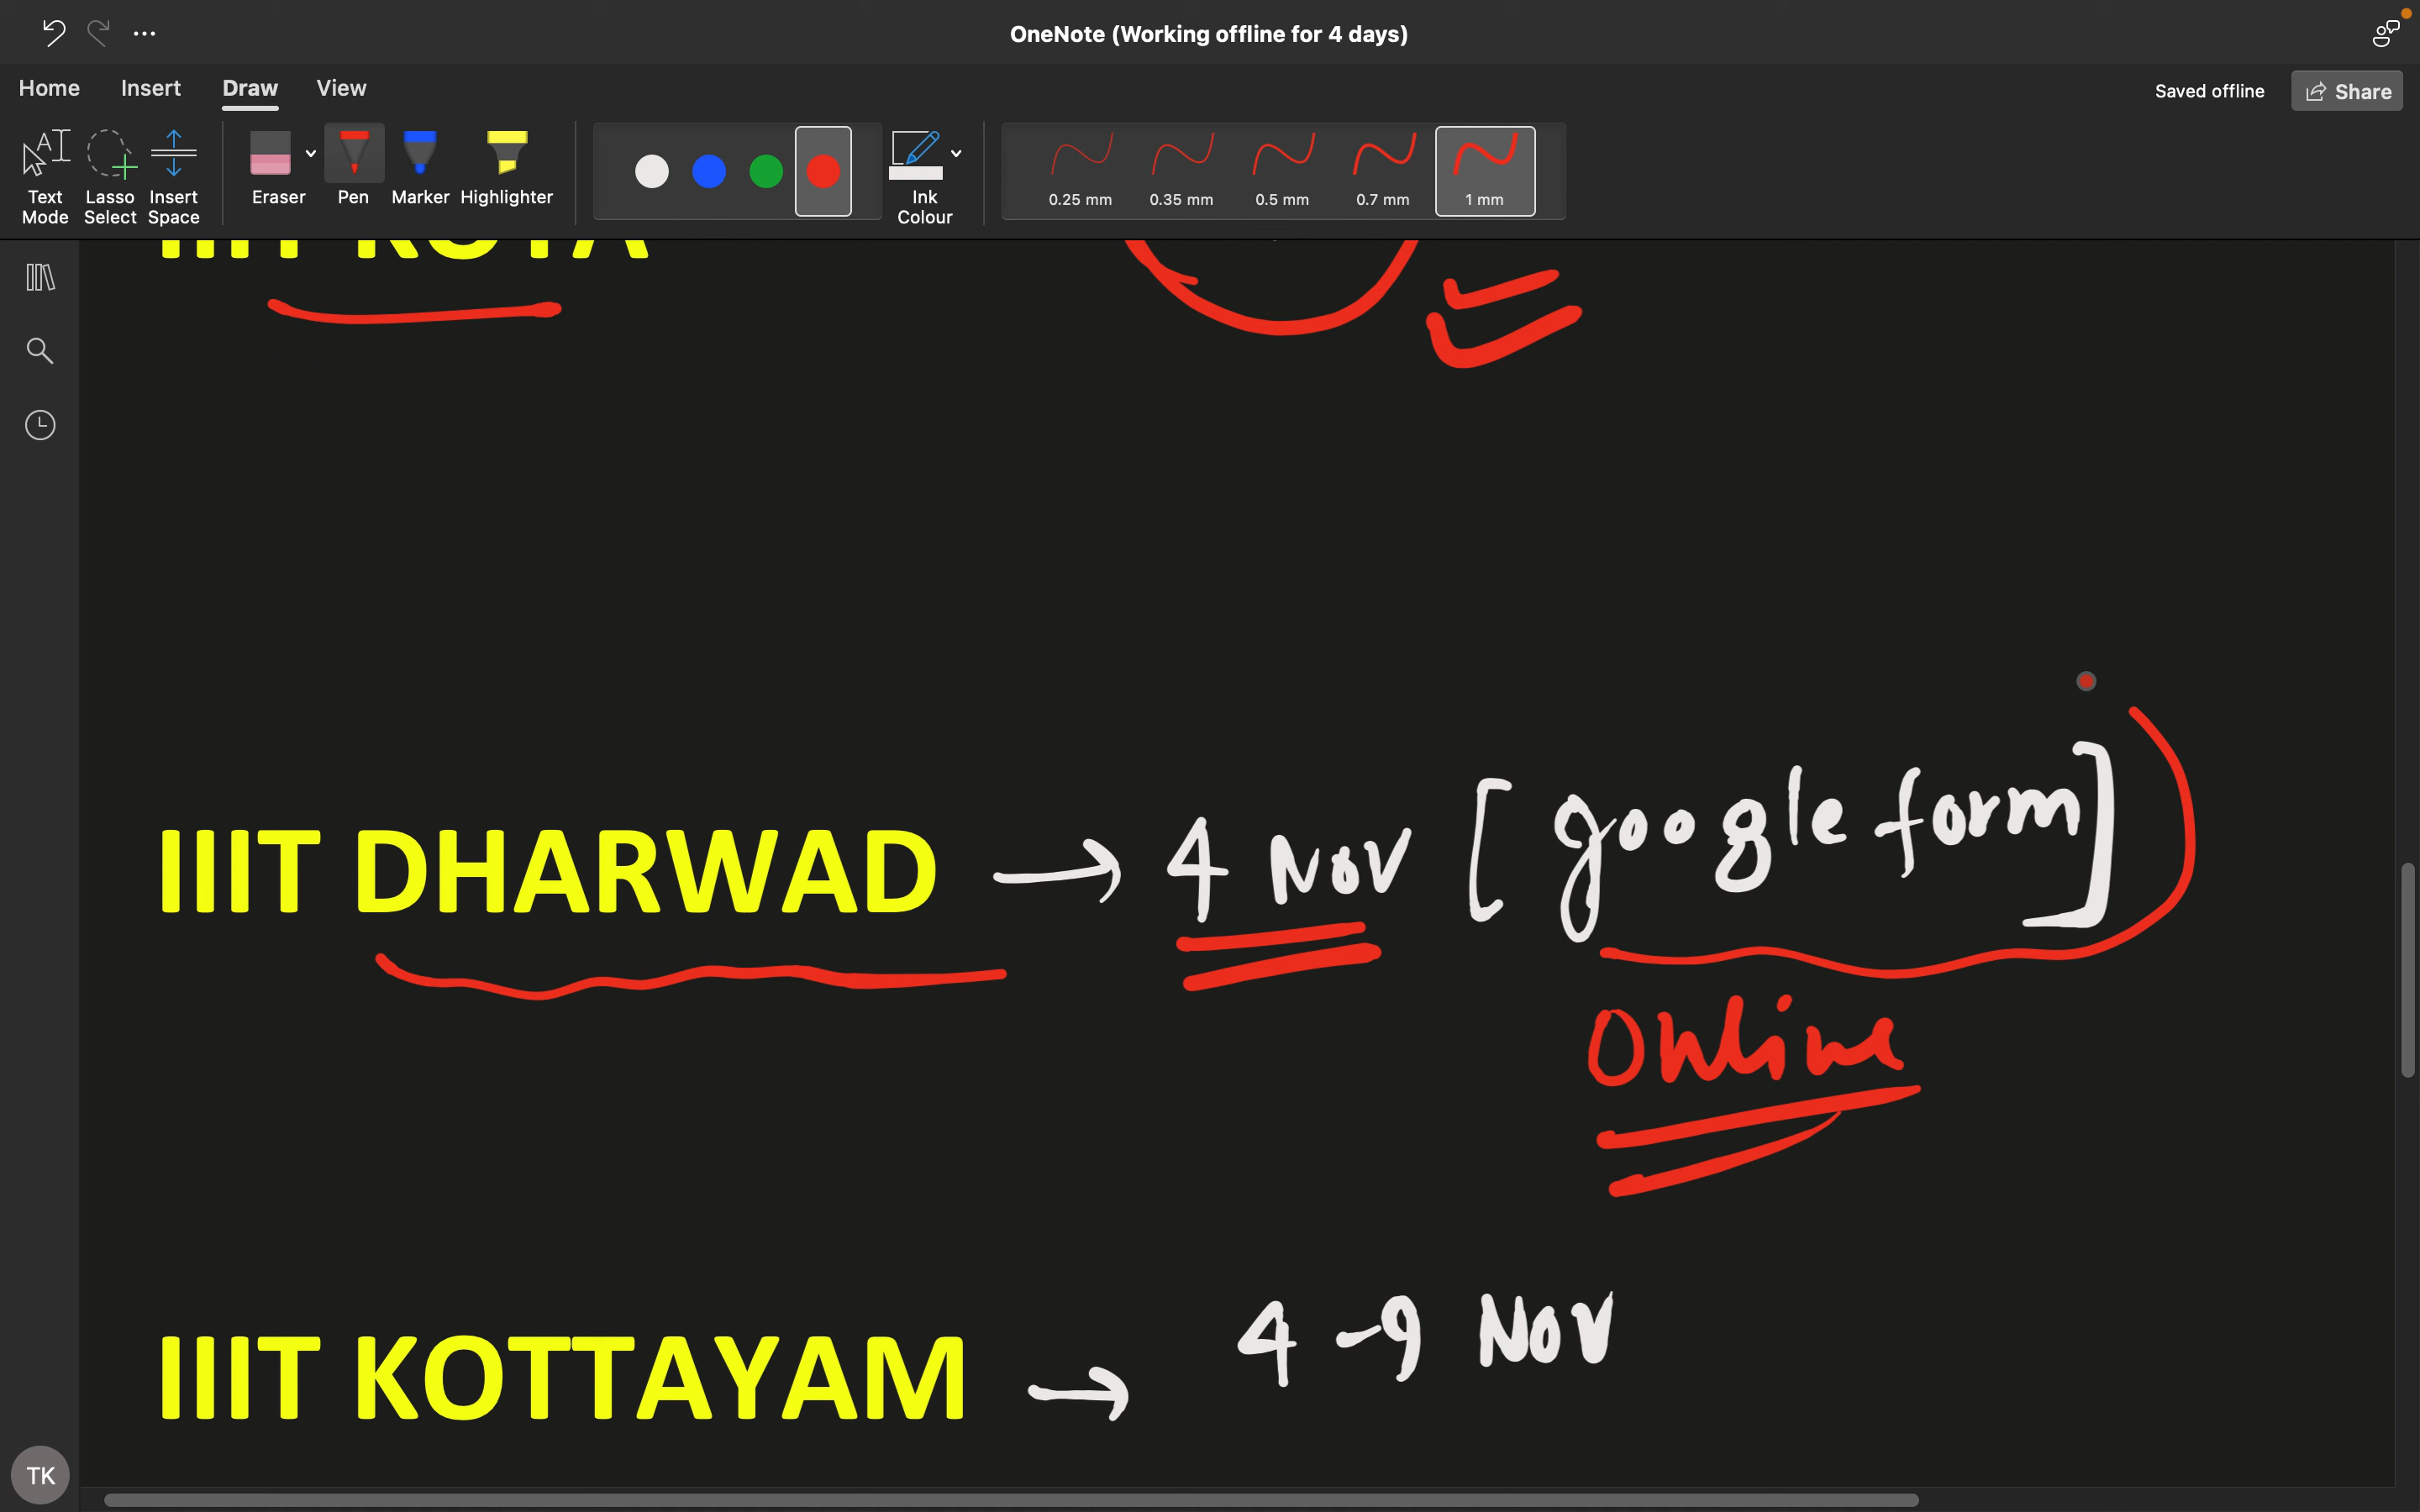 OneNote (Working offline for 4 days)
Home Insert Draw View
Saved offline Share
Text Mode Lasso Select Insert Space Eraser Pen Marker Highlighter Ink Colour 0.25 mm 0.35 mm 0.5 mm 0.7 mm 1 mm
IIIT KOTA
IIIT DHARWAD → 4 Nov [google form]
Online
IIIT KOTTAYAM → 4 - 9 Nov
TK